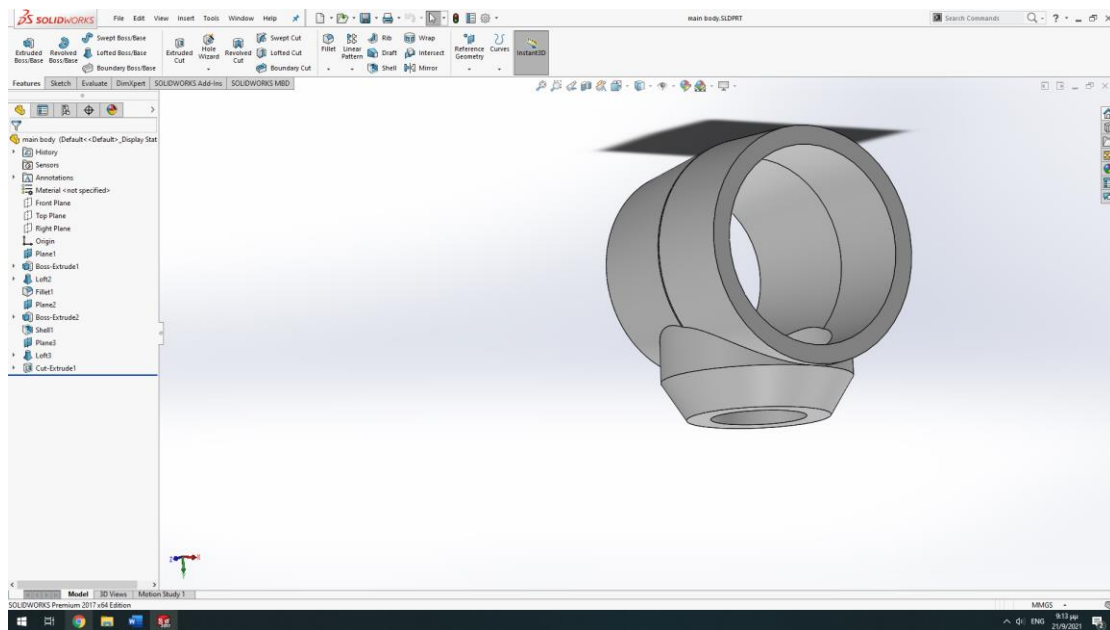 SOLIDWORKS File Edit View Insert Tools Window Help main body.SLDPRT Search Commands
Extruded Boss/Base
Revolved Boss/Base
Swept Boss/Base
Lofted Boss/Base
Boundary Boss/Base
Extruded Cut
Hole Wizard
Revolved Cut
Swept Cut
Lofted Cut
Boundary Cut
Fillet
Linear Pattern
Rib
Draft
Shell
Wrap
Intersect
Mirror
Reference Geometry
Curves
Instant3D
Features Sketch Evaluate DimXpert SOLIDWORKS Add-Ins SOLIDWORKS MBD
main body (Default<<Default>_Display Stat
History
Sensors
Annotations
Material <not specified>
Front Plane
Top Plane
Right Plane
Origin
Plane1
Boss-Extrude1
Loft2
Fillet1
Plane2
Boss-Extrude2
Shell1
Plane3
Loft3
Cut-Extrude1
Model 3D Views Motion Study 1
SOLIDWORKS Premium 2017 x64 Edition MMGS
ENG 9:13 μμ
21/9/2021